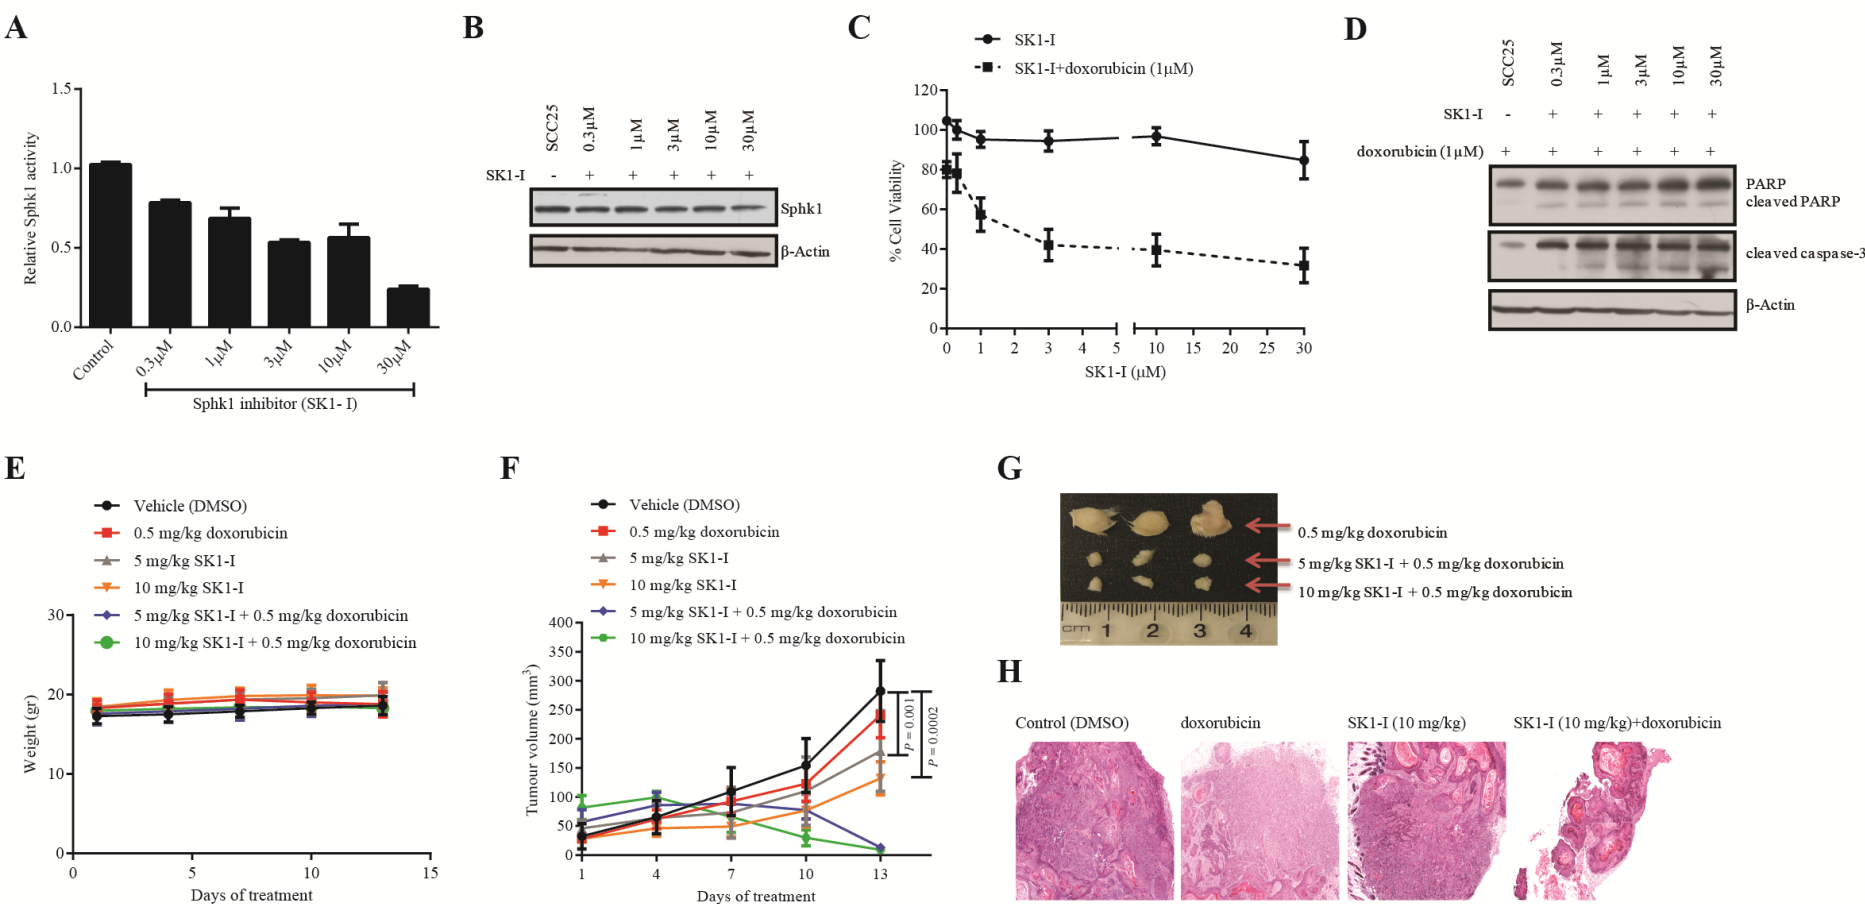 A
1.5
1.0
0.5
0.0
Relative Sphk1 activity
Control
0.3μM
1μM
3μM
10μM
30μM
Sphk1 inhibitor (SK1- I)
B
SCC25
0.3μM
1μM
3μM
10μM
30μM
SK1-I - + + + + +
Sphk1
β-Actin
C
SK1-I
SK1-I+doxorubicin (1μM)
120
100
80
60
40
20
0
% Cell Viability
0 1 2 3 4 5 10 15 20 25 30
SK1-I (μM)
D
SCC25
0.3μM
1μM
3μM
10μM
30μM
SK1-I - + + + + +
doxorubicin (1μM) + + + + + +
PARP
cleaved PARP
cleaved caspase-3
β-Actin
E
Vehicle (DMSO)
0.5 mg/kg doxorubicin
5 mg/kg SK1-I
10 mg/kg SK1-I
5 mg/kg SK1-I + 0.5 mg/kg doxorubicin
10 mg/kg SK1-I + 0.5 mg/kg doxorubicin
30
20
10
0
Weight (gr)
0 5 10 15
Days of treatment
F
Vehicle (DMSO)
0.5 mg/kg doxorubicin
5 mg/kg SK1-I
10 mg/kg SK1-I
5 mg/kg SK1-I + 0.5 mg/kg doxorubicin
10 mg/kg SK1-I + 0.5 mg/kg doxorubicin
400
350
300
250
200
150
100
50
0
Tumour volume (mm³)
P = 0.001
P = 0.0002
1 4 7 10 13
Days of treatment
G
0.5 mg/kg doxorubicin
5 mg/kg SK1-I + 0.5 mg/kg doxorubicin
10 mg/kg SK1-I + 0.5 mg/kg doxorubicin
cm 1 2 3 4
H
Control (DMSO)
doxorubicin
SK1-I (10 mg/kg)
SK1-I (10 mg/kg)+doxorubicin